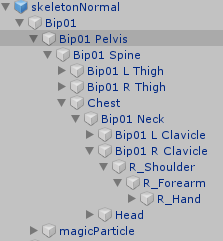 skeletonNormal
Bip01
Bip01 Pelvis
Bip01 Spine
Bip01 L Thigh
Bip01 R Thigh
Chest
Bip01 Neck
Bip01 L Clavicle
Bip01 R Clavicle
R_Shoulder
R_Forearm
R_Hand
Head
magicParticle